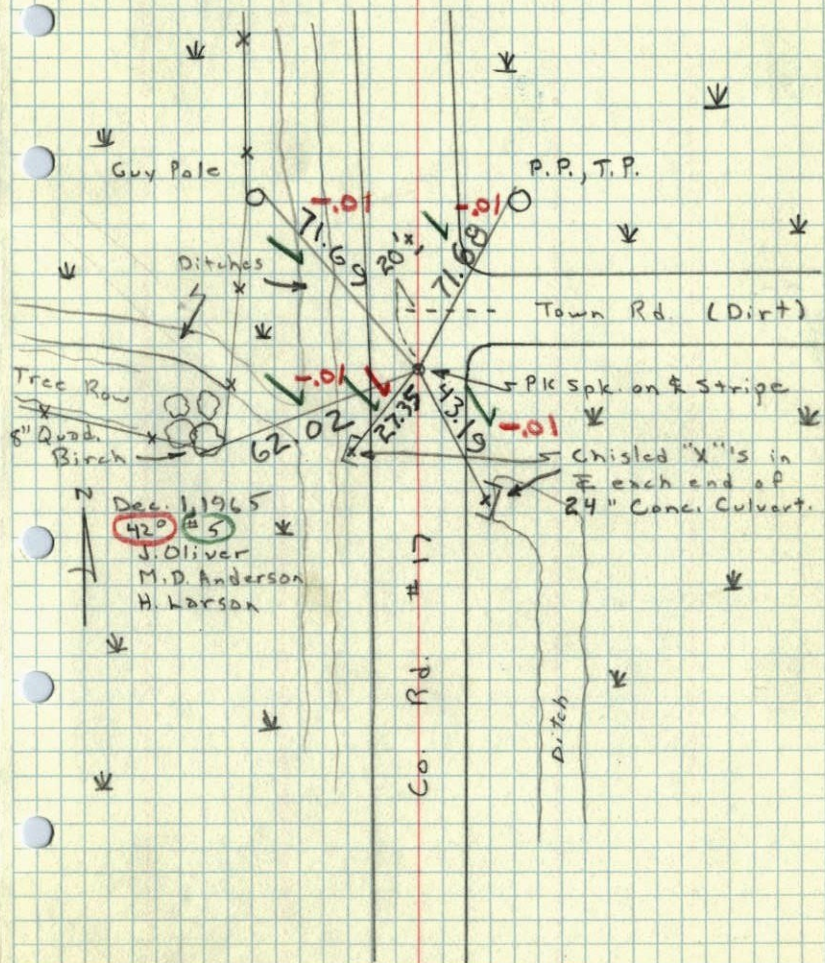 Guy Pole
P.P., T.P.
-.01
-.01
71.69
20'±
71.68
Ditches
Town Rd. (Dirt)
Tree Row
-.01
PK Spk. on ℄ Stripe
8" Quad.
Birch
62.02
27.35
43.19
-.01
Chisled "X"'s in
℄ each end of
24" Conc. Culvert.
N
Dec. 1, 1965
42° #5
J. Oliver
M.D. Anderson
H. Larson
Co. Rd. #17
Ditch